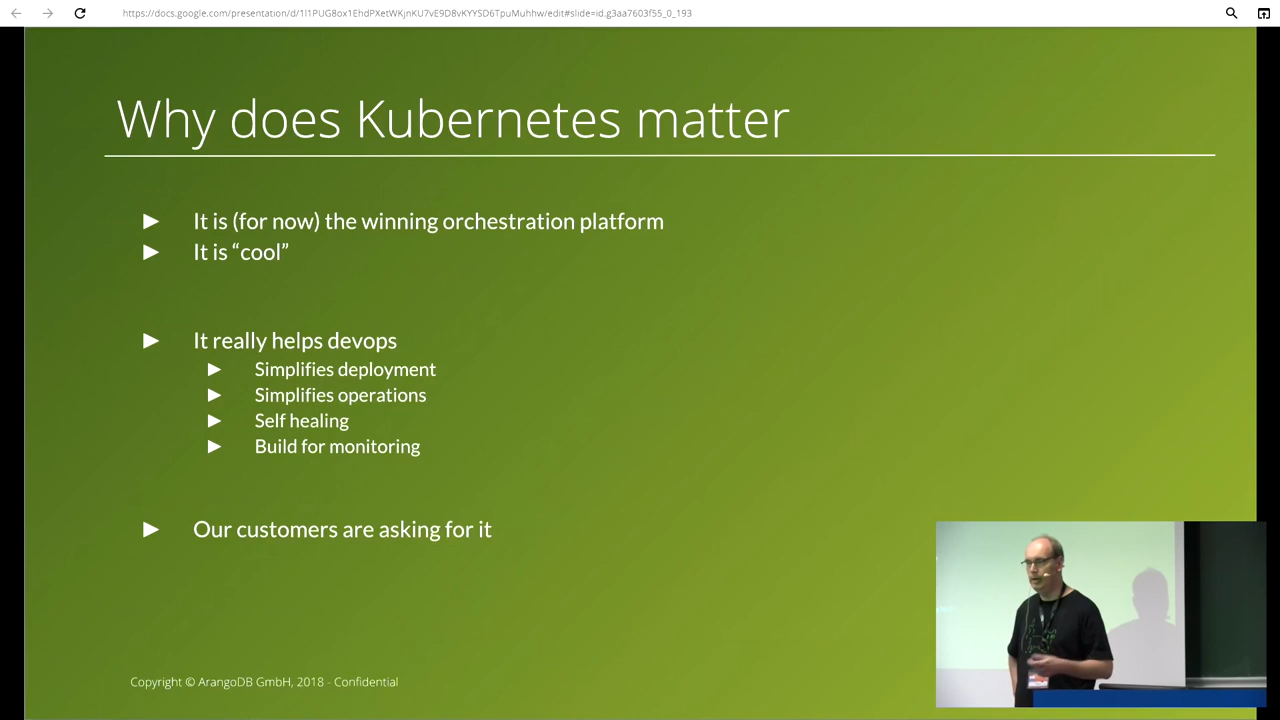 https://docs.google.com/presentation/d/1l1PUG8ox1EhdPXetWKjnKU7vE9D8vKYYSD6TpuMuhhw/edit#slide=id.g3aa7603f55_0_193
Why does Kubernetes matter
► It is (for now) the winning orchestration platform
► It is “cool”
► It really helps devops
► Simplifies deployment
► Simplifies operations
► Self healing
► Build for monitoring
► Our customers are asking for it
Copyright © ArangoDB GmbH, 2018 - Confidential